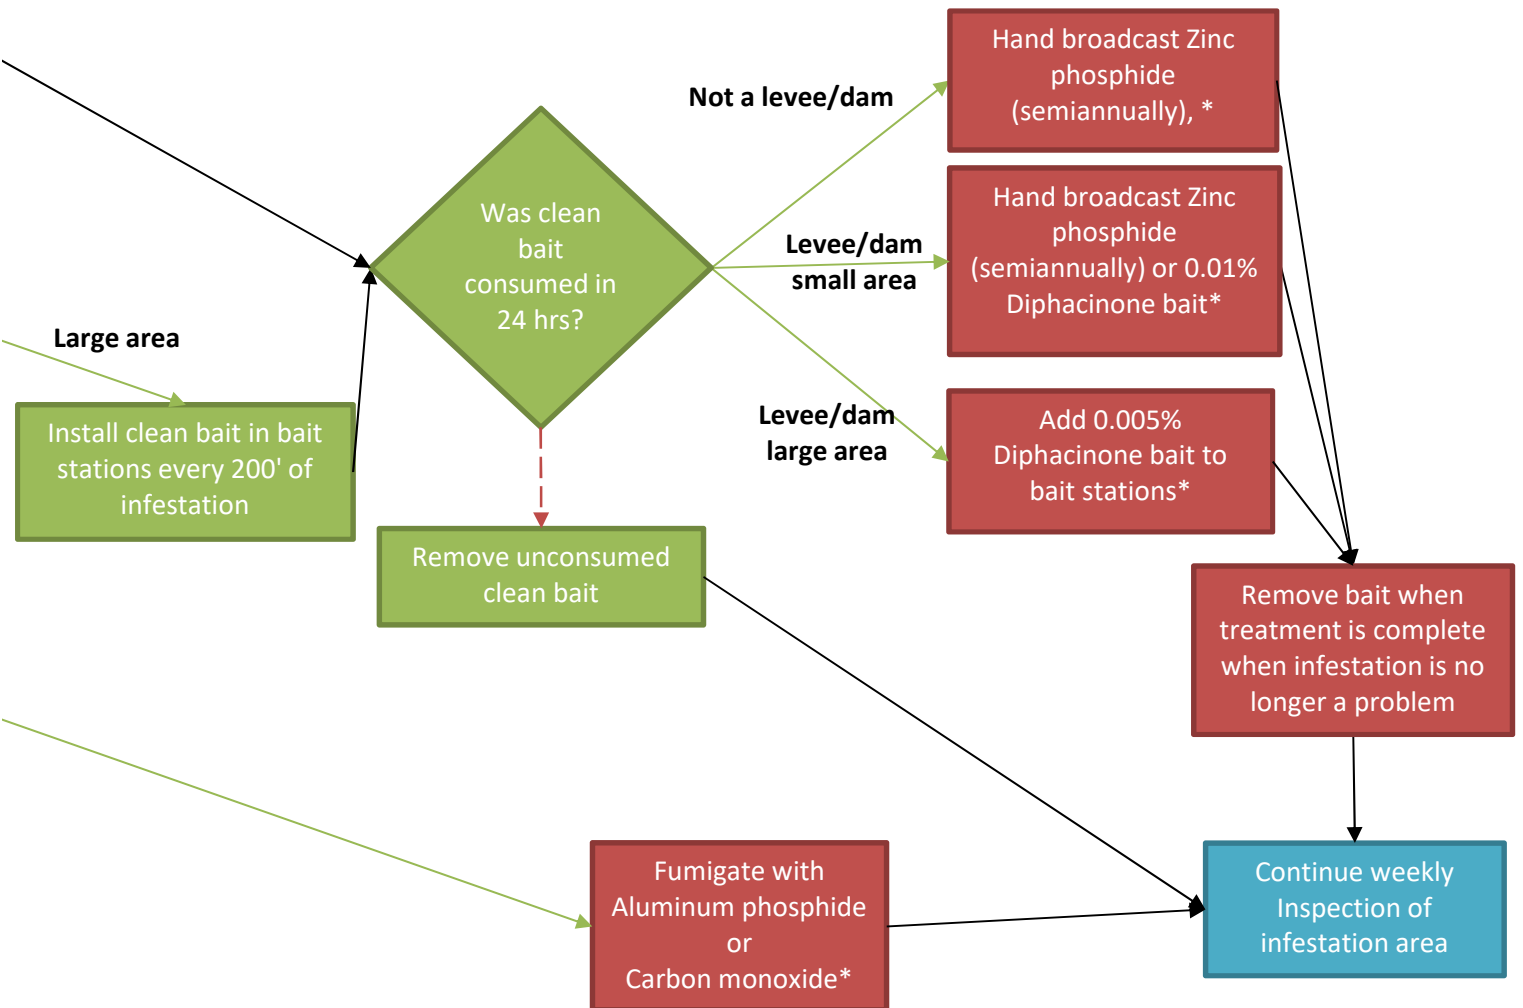 Hand broadcast Zinc
phosphide
(semiannually), *
Not a levee/dam
Was clean
bait
consumed in
24 hrs?
Hand broadcast Zinc
phosphide
(semiannually) or 0.01%
Diphacinone bait*
Levee/dam
small area
Large area
Install clean bait in bait
stations every 200' of
infestation
Levee/dam
large area
Add 0.005%
Diphacinone bait to
bait stations*
Remove unconsumed
clean bait
Remove bait when
treatment is complete
when infestation is no
longer a problem
Fumigate with
Aluminum phosphide
or
Carbon monoxide*
Continue weekly
Inspection of
infestation area